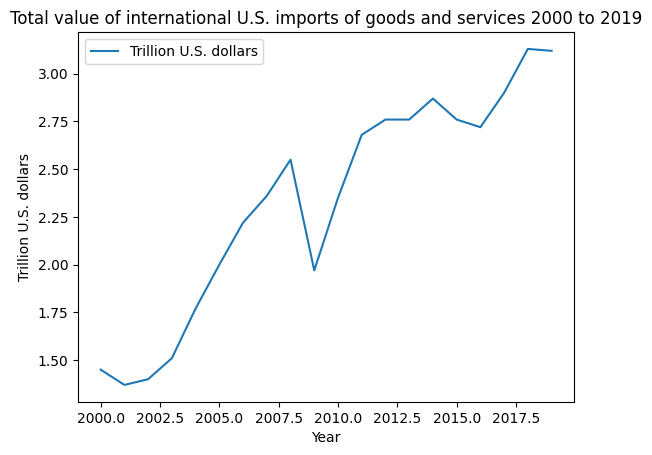 Total value of international U.S. imports of goods and services 2000 to 2019
Trillion U.S. dollars
Trillion U.S. dollars
3.00
2.75
2.50
2.25
2.00
1.75
1.50
2000.0 2002.5 2005.0 2007.5 2010.0 2012.5 2015.0 2017.5
Year